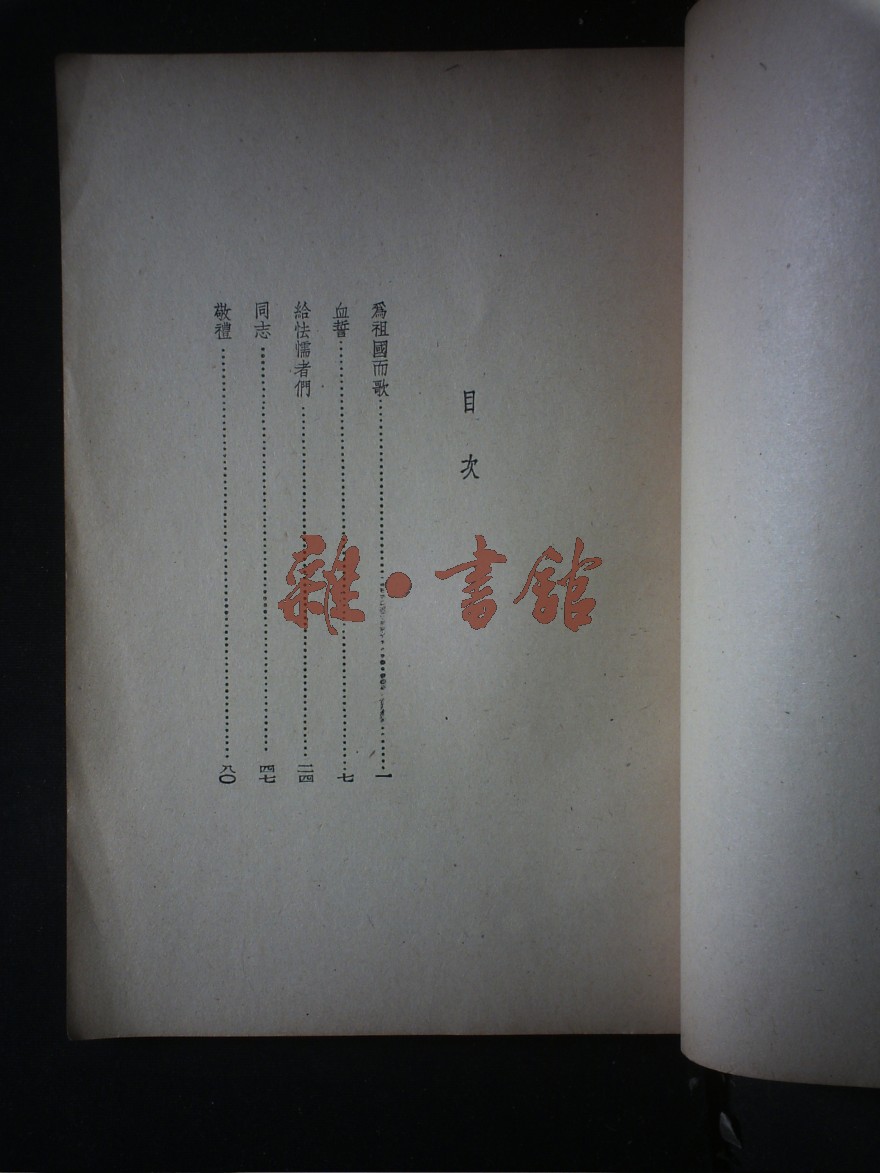 目次
為祖國而歌……一
血誓……七
給怯懦者們……二四
同志……四七
敬禮……八〇
雜·書館